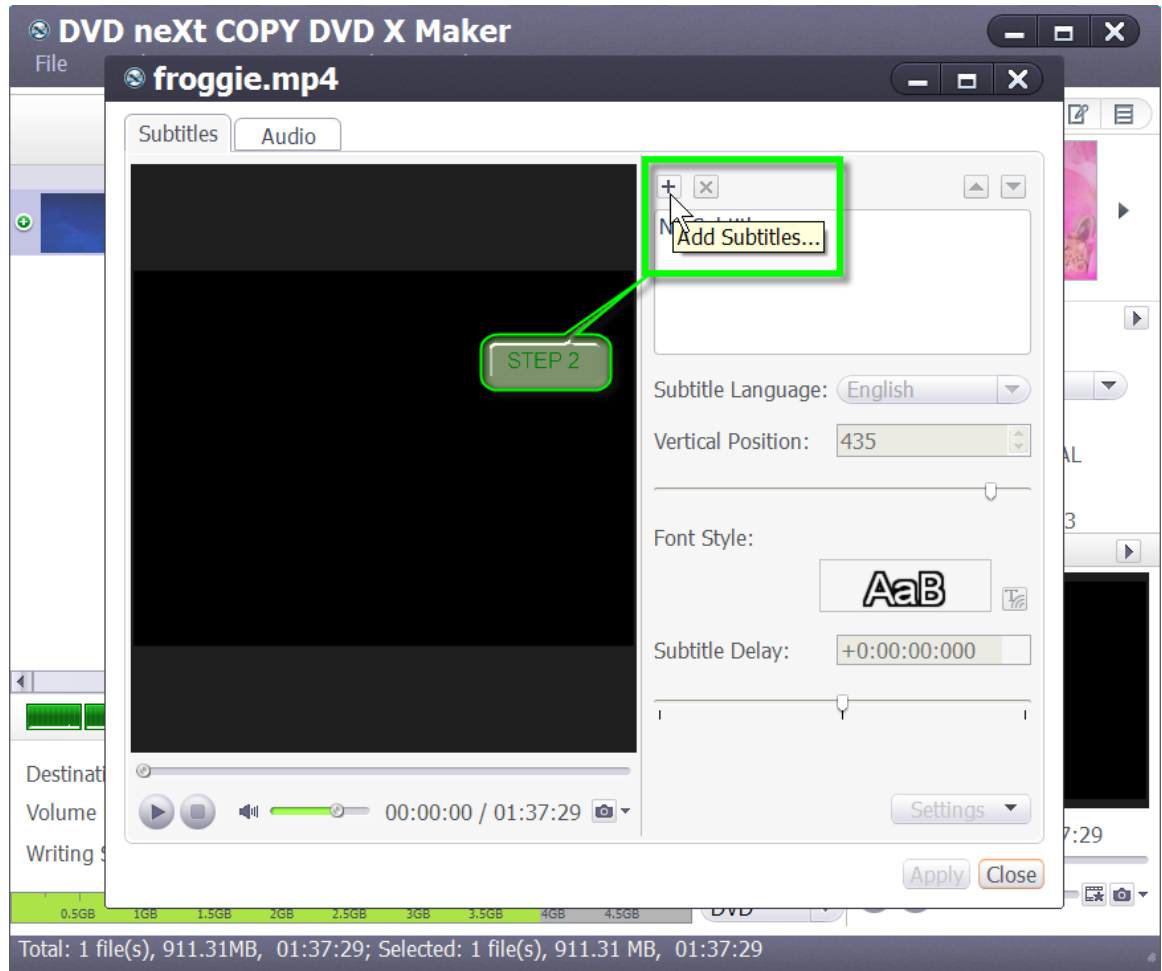 DVD neXt COPY DVD X Maker
File
froggie.mp4
Subtitles Audio
Add Subtitles...
STEP 2
Subtitle Language: English
Vertical Position: 435
AL
3
Font Style:
AaB
Subtitle Delay: +0:00:00:000
Destinati
Volume
00:00:00 / 01:37:29
Settings
7:29
Writing
Apply Close
0.5GB 1GB 1.5GB 2GB 2.5GB 3GB 3.5GB 4GB 4.5GB
DVD
Total: 1 file(s), 911.31MB, 01:37:29; Selected: 1 file(s), 911.31 MB, 01:37:29